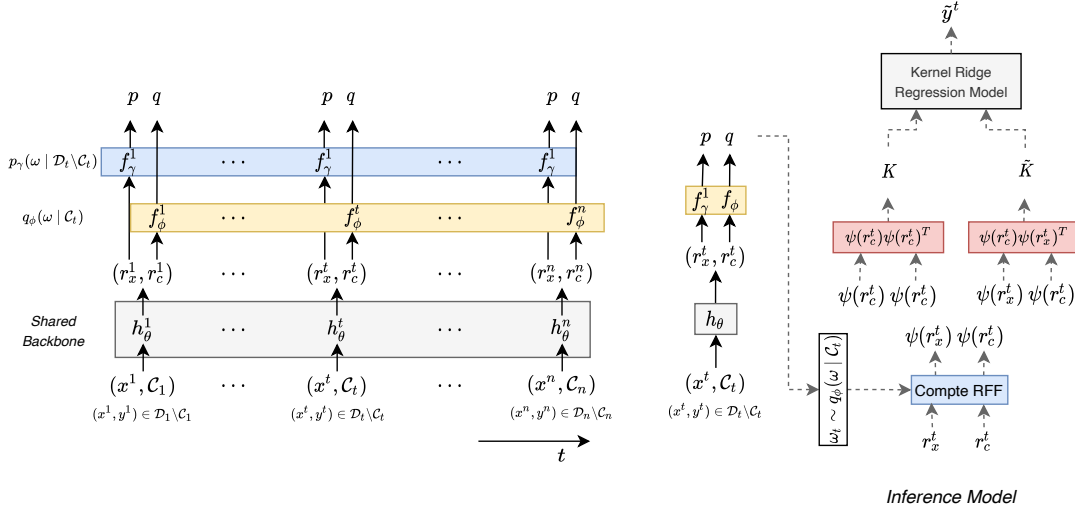 p q ··· p q ··· p q
p_γ(ω | D_t\C_t) f_γ^1 ··· f_γ^1 ··· f_γ^1
q_ϕ(ω | C_t) f_ϕ^1 ··· f_ϕ^t ··· f_ϕ^n
(r_x^1, r_c^1) ··· (r_x^t, r_c^t) ··· (r_x^n, r_c^n)
Shared
Backbone
h_θ^1 ··· h_θ^t ··· h_θ^n
(x^1, C_1) ··· (x^t, C_t) ··· (x^n, C_n)
(x^1, y^1) ∈ D_1\C_1 ··· (x^t, y^t) ∈ D_t\C_t ··· (x^n, y^n) ∈ D_n\C_n
t
p q
f_γ^1 f_ϕ
(r_x^t, r_c^t)
h_θ
(x^t, C_t)
(x^t, y^t) ∈ D_t\C_t
ω_t ∼ q_ϕ(ω | C_t)
ỹ^t
Kernel Ridge
Regression Model
K K̃
ψ(r_c^t)ψ(r_c^t)^T ψ(r_c^t)ψ(r_x^t)^T
ψ(r_c^t) ψ(r_c^t) ψ(r_x^t) ψ(r_c^t)
ψ(r_x^t) ψ(r_c^t)
Compte RFF
r_x^t r_c^t
Inference Model